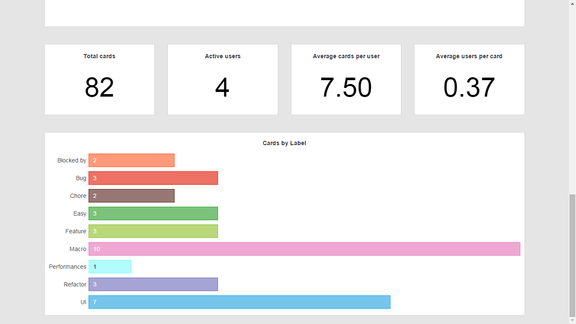 Total cards
82
Active users
4
Average cards per user
7.50
Average users per card
0.37
Cards by Label
Blocked by 2
Bug 3
Chore 2
Easy 3
Feature 3
Macro 10
Performances 1
Refactor 3
UI 7